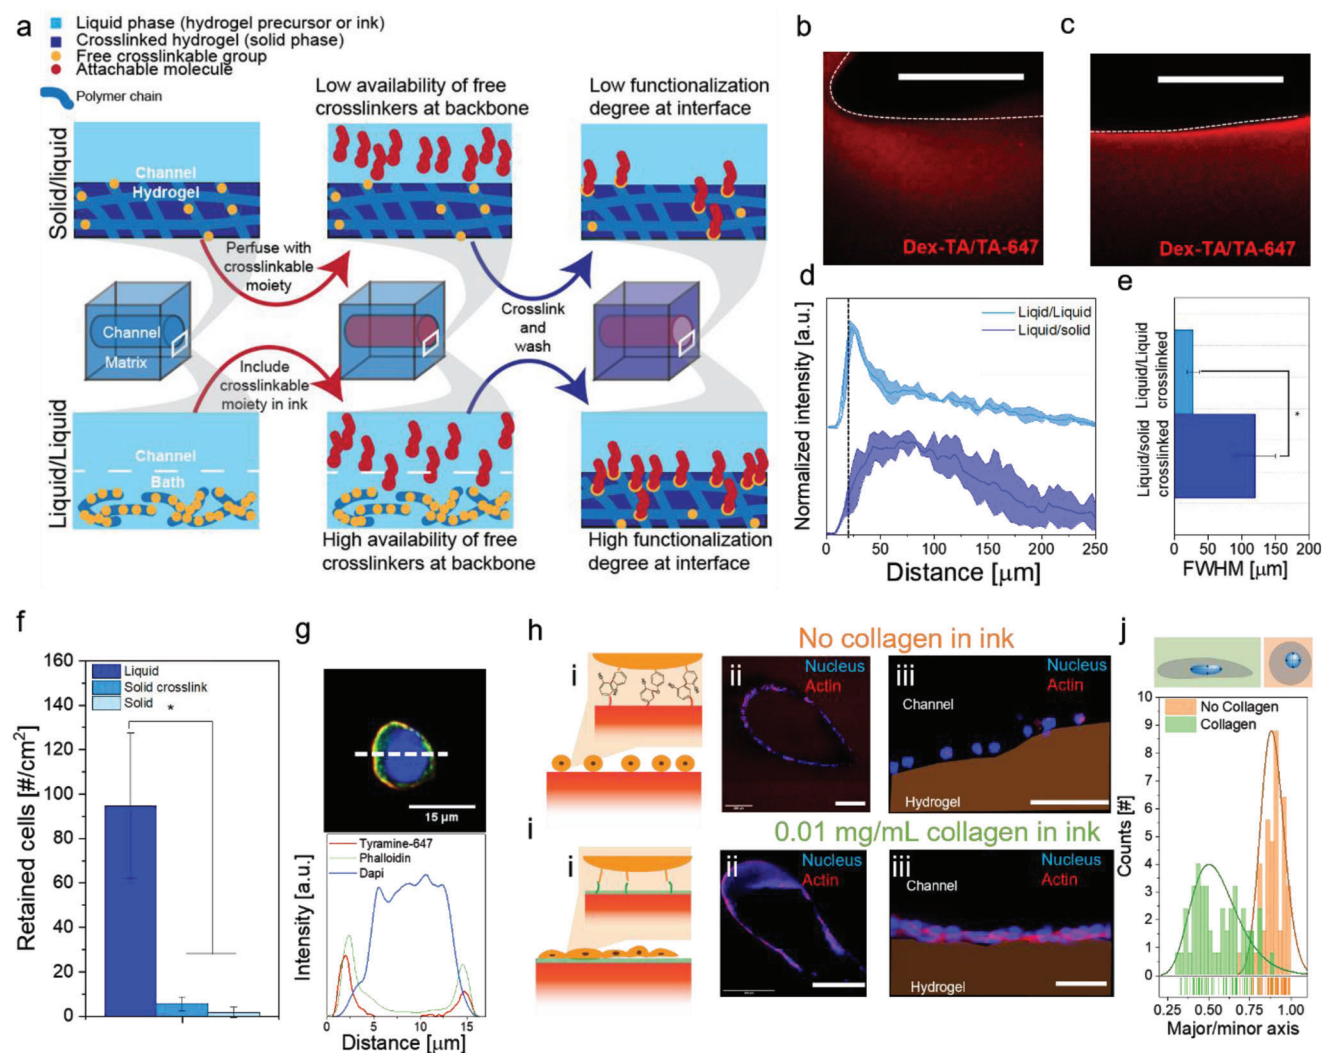 a
Liquid phase (hydrogel precursor or ink)
Crosslinked hydrogel (solid phase)
Free crosslinkable group
Attachable molecule
Polymer chain
Low availability of free
crosslinkers at backbone
Low functionalization
degree at interface
Solid/liquid
Channel
Hydrogel
Perfuse with
crosslinkable
moiety
Channel
Matrix
Crosslink
and
wash
Include
crosslinkable
moiety in ink
Liquid/Liquid
Channel
Bath
High availability of free
crosslinkers at backbone
High functionalization
degree at interface
b
Dex-TA/TA-647
c
Dex-TA/TA-647
d
Normalized intensity [a.u.]
Liqid/Liquid
Liquid/solid
0
50
100
150
200
250
Distance [μm]
e
Liquid/Liquid
crosslinked
Liquid/solid
crosslinked
*
0
50
100
150
200
FWHM [μm]
f
Retained cells [#/cm2]
160
140
120
100
80
60
40
20
0
Liquid
Solid crosslink
Solid
*
g
15 μm
Intensity [a.u.]
Tyramine-647
Phalloidin
Dapi
0
5
10
15
Distance [μm]
h
No collagen in ink
i
ii
Nucleus
Actin
iii
Nucleus
Actin
Channel
Hydrogel
i
0.01 mg/mL collagen in ink
i
ii
Nucleus
Actin
iii
Nucleus
Actin
Channel
Hydrogel
j
Counts [#]
10
9
8
7
6
5
4
3
2
1
0
No Collagen
Collagen
0.25
0.50
0.75
1.00
Major/minor axis